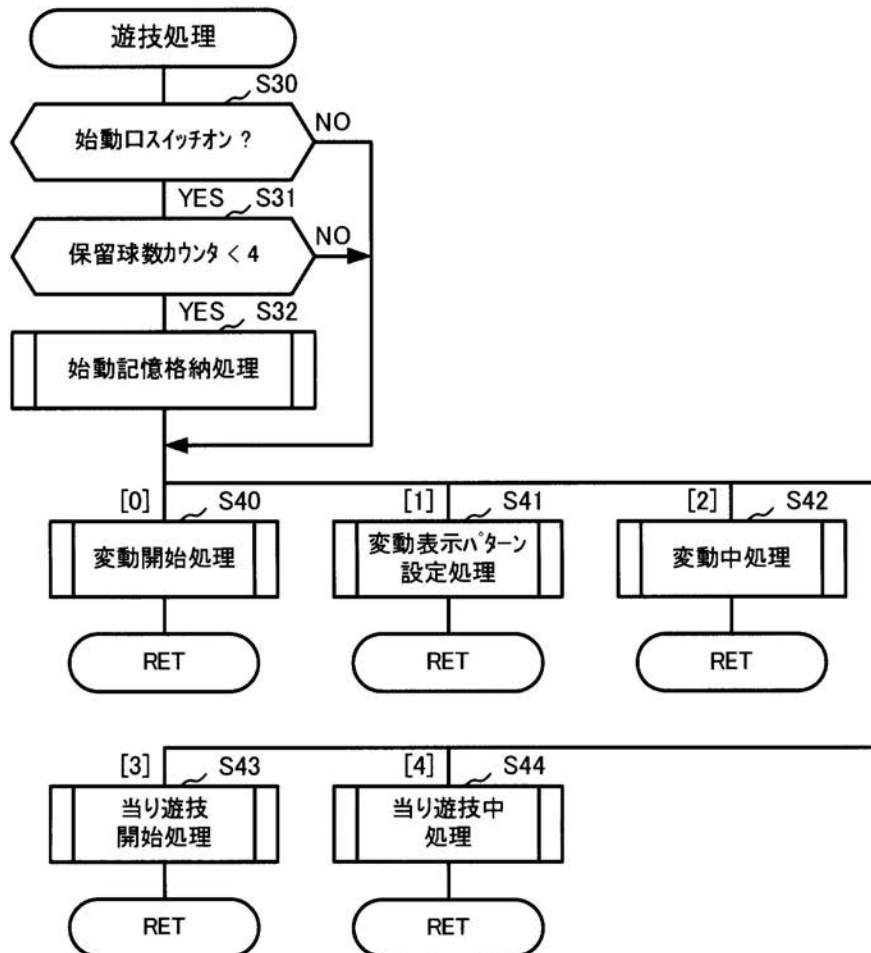 遊技処理
S30
始動口スイッチオン ?
NO
YES S31
保留球数カウンタ < 4
NO
YES S32
始動記憶格納処理
[0] S40
[1] S41
[2] S42
変動開始処理
変動表示パターン
設定処理
変動中処理
RET
RET
RET
[3] S43
[4] S44
当り遊技
開始処理
当り遊技中
処理
RET
RET